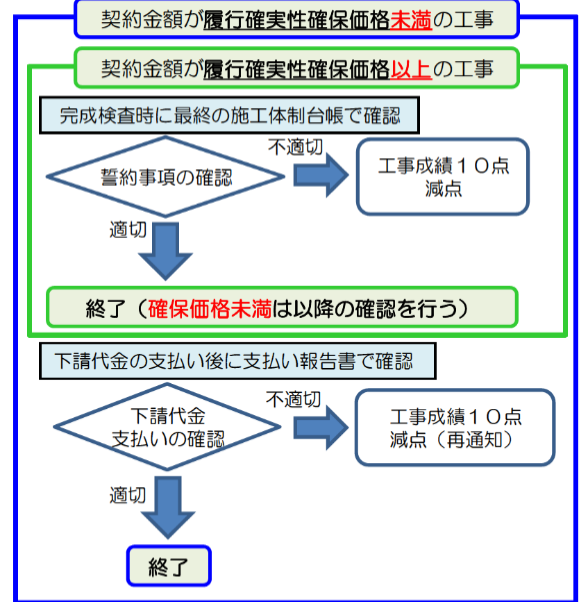 契約金額が履行確実性確保価格未満の工事
契約金額が履行確実性確保価格以上の工事
完成検査時に最終の施工体制台帳で確認
誓約事項の確認
不適切
工事成績１０点
減点
適切
終了（確保価格未満は以降の確認を行う）
下請代金の支払い後に支払い報告書で確認
下請代金
支払いの確認
不適切
工事成績１０点
減点（再通知）
適切
終了